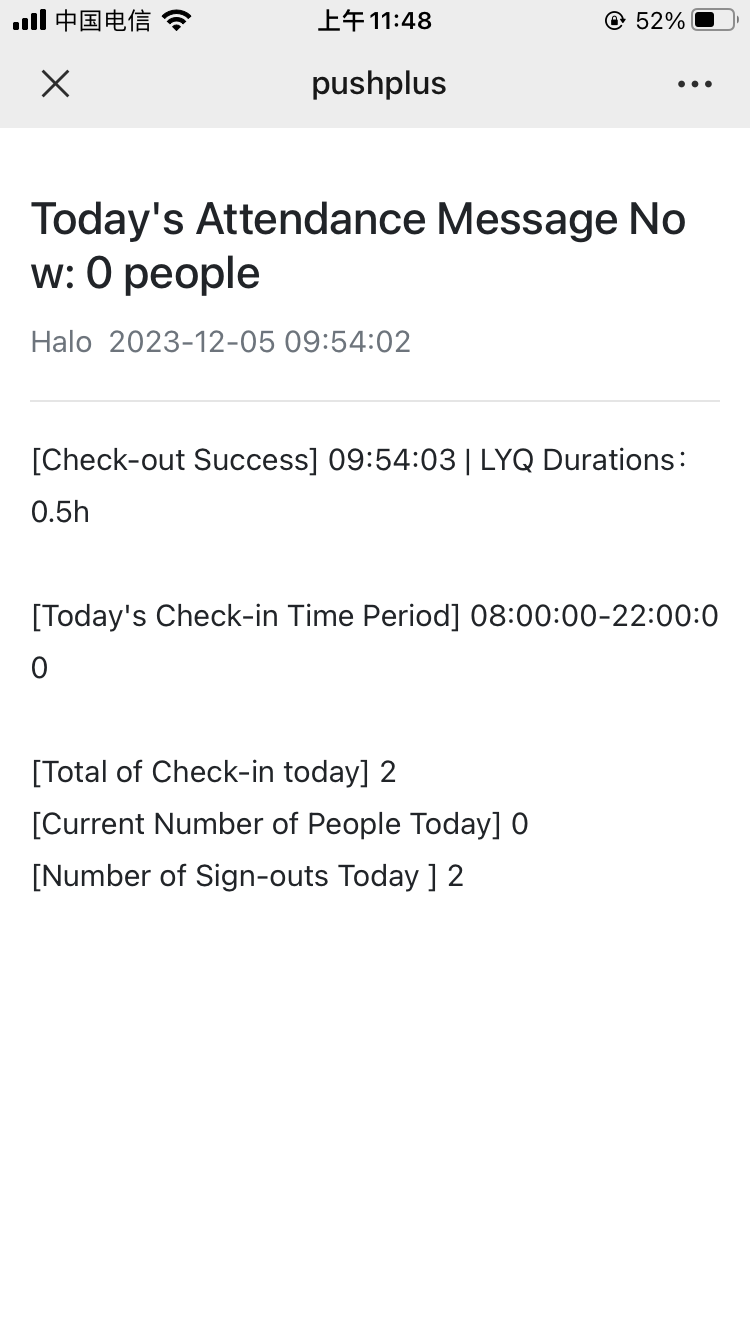 中国电信 上午11:48 52%
pushplus
Today's Attendance Message No
w: 0 people
Halo 2023-12-05 09:54:02
[Check-out Success] 09:54:03 | LYQ Durations：
0.5h
[Today's Check-in Time Period] 08:00:00-22:00:0
0
[Total of Check-in today] 2
[Current Number of People Today] 0
[Number of Sign-outs Today ] 2